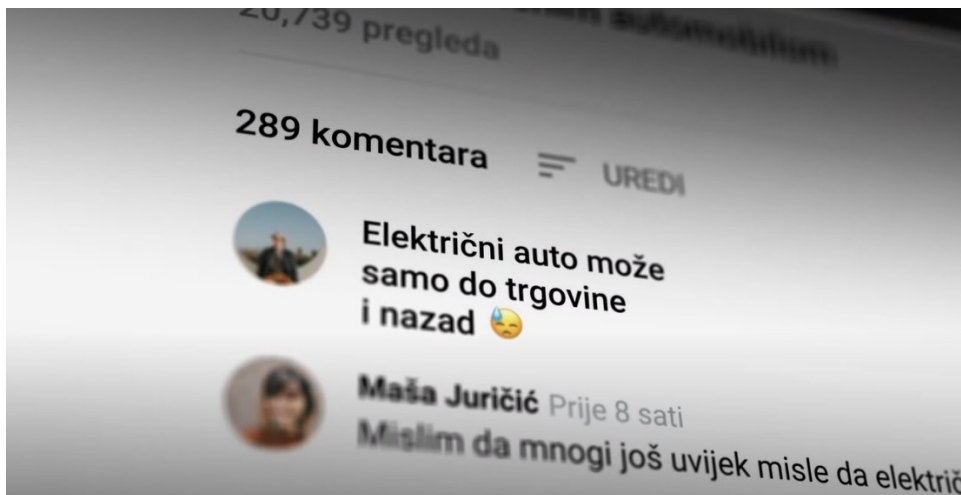 automobilom
20,739 pregleda
289 komentara UREDI
Električni auto može
samo do trgovine
i nazad 😓
Maša Juričić Prije 8 sati
Mislim da mnogi još uvijek misle da